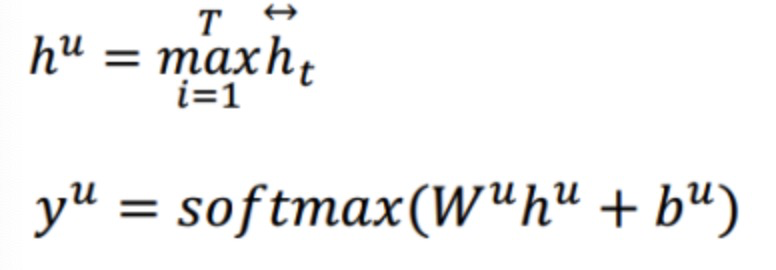 h^u = \max_{i=1}^{T} \overleftrightarrow{h}_t
y^u = softmax(W^u h^u + b^u)